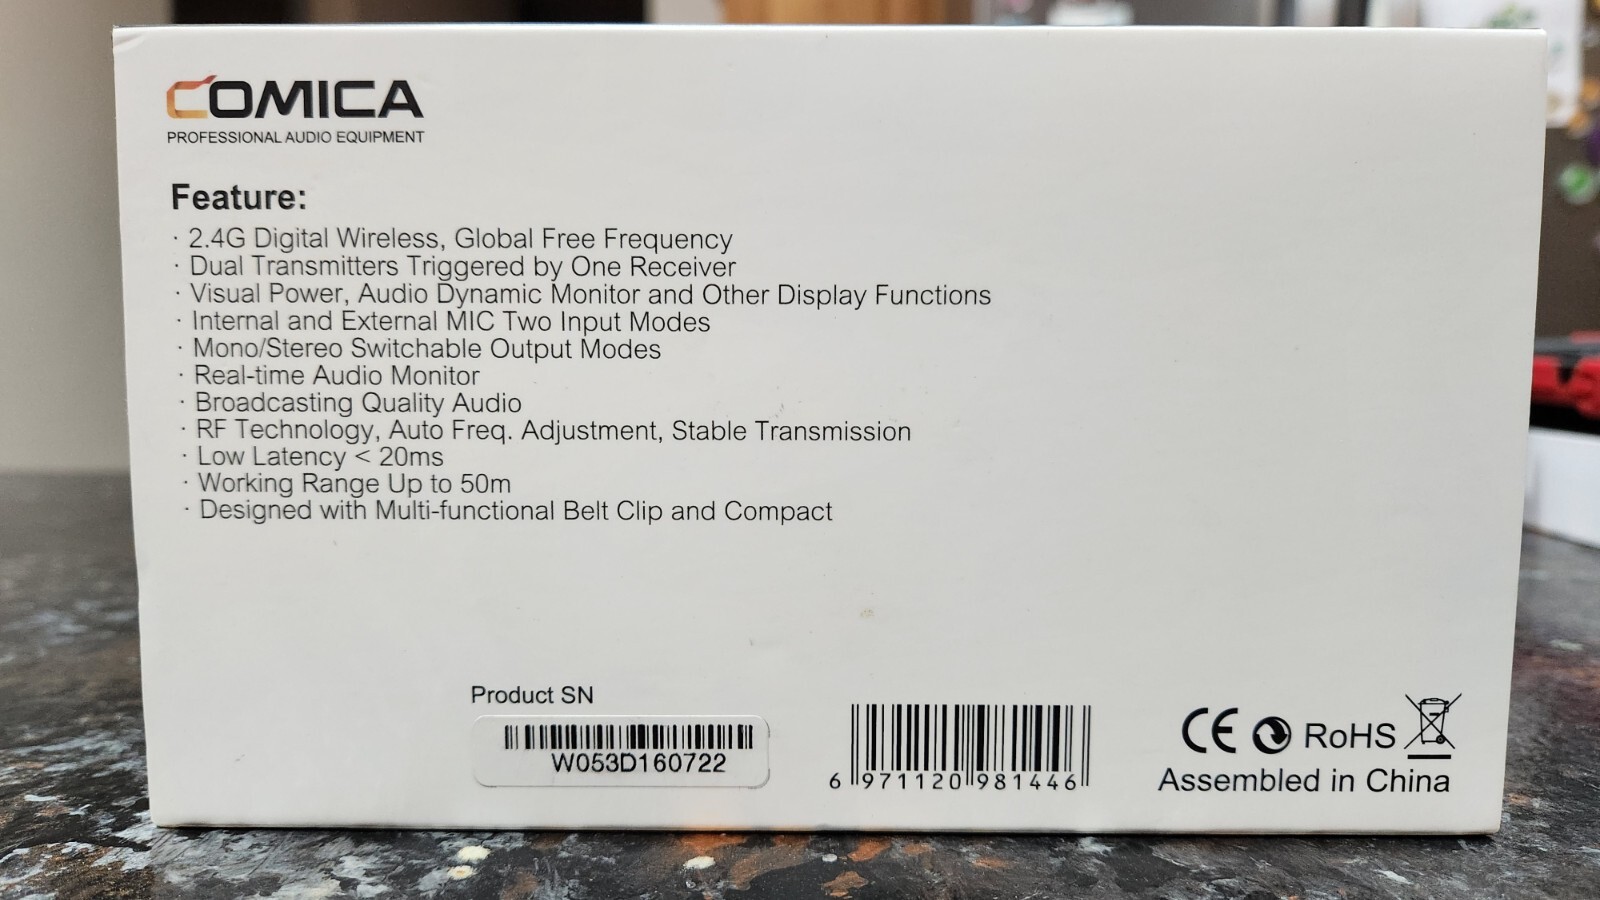 COMICA
PROFESSIONAL AUDIO EQUIPMENT
Feature:
· 2.4G Digital Wireless, Global Free Frequency
· Dual Transmitters Triggered by One Receiver
· Visual Power, Audio Dynamic Monitor and Other Display Functions
· Internal and External MIC Two Input Modes
· Mono/Stereo Switchable Output Modes
· Real-time Audio Monitor
· Broadcasting Quality Audio
· RF Technology, Auto Freq. Adjustment, Stable Transmission
· Low Latency < 20ms
· Working Range Up to 50m
· Designed with Multi-functional Belt Clip and Compact
Product SN
W053D160722
6 971120 981446
CE RoHS
Assembled in China